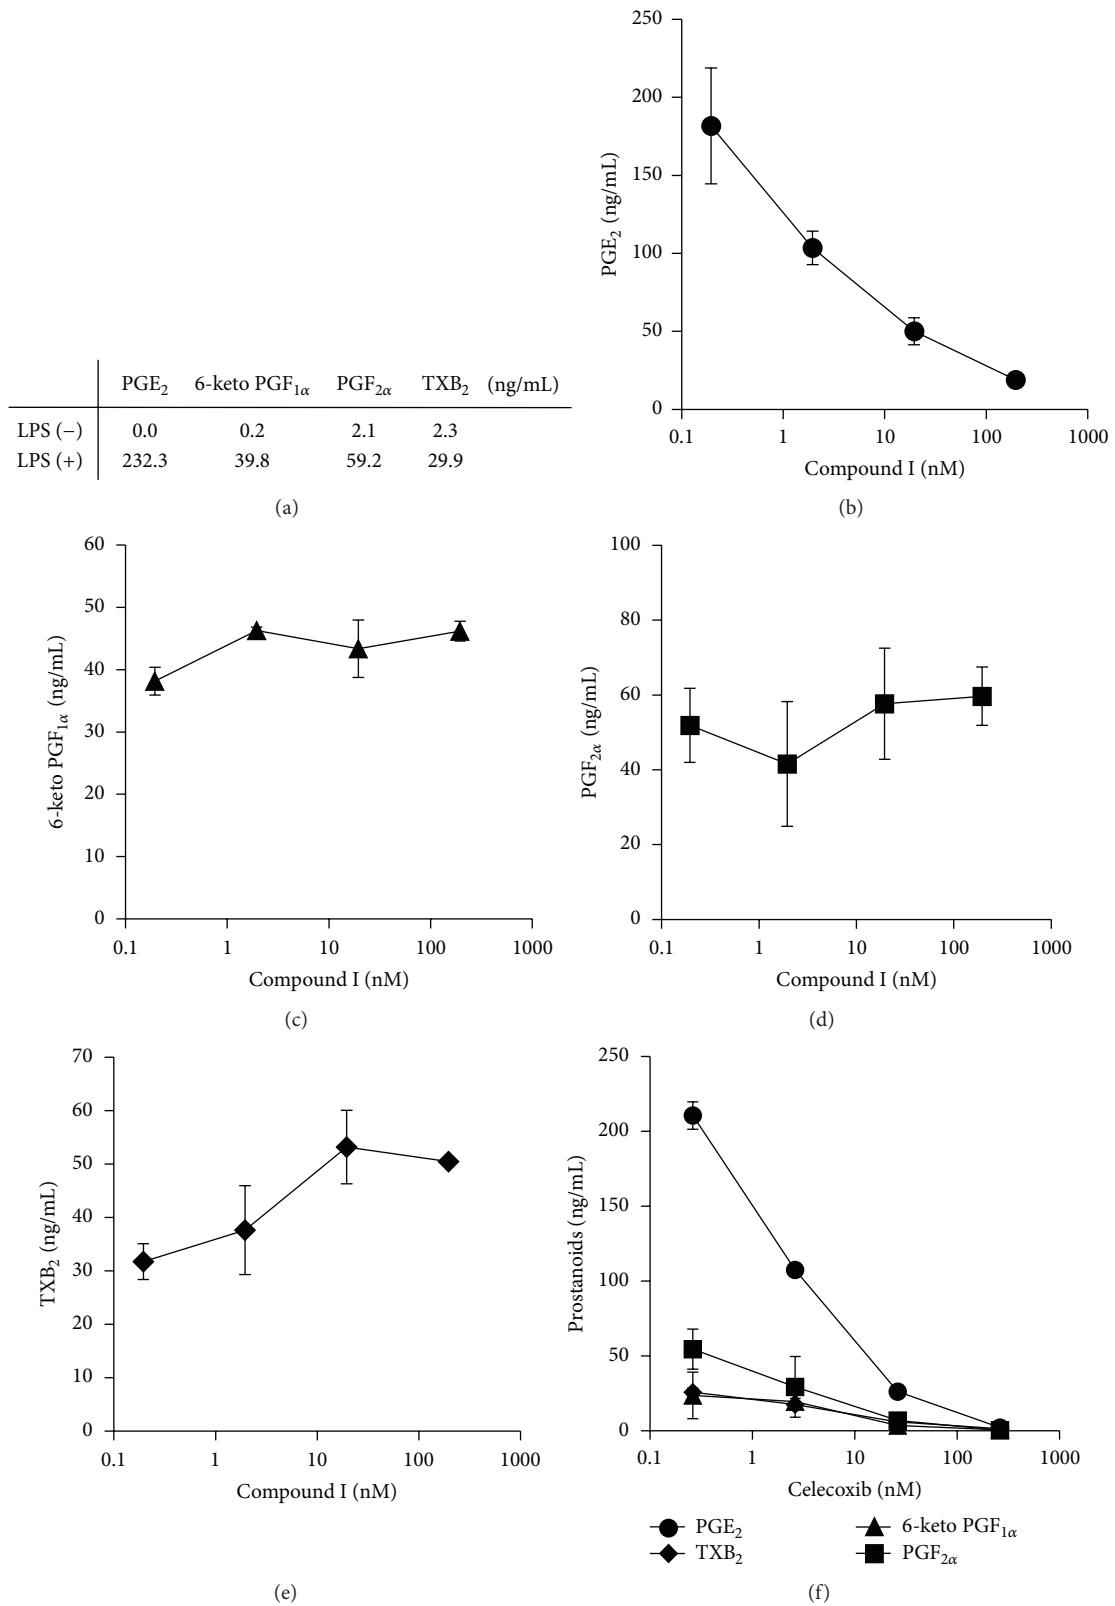 PGE2 6-keto PGF1α PGF2α TXB2 (ng/mL)
LPS (−) 0.0 0.2 2.1 2.3
LPS (+) 232.3 39.8 59.2 29.9
(a)
250
200
150
100
50
0
PGE2 (ng/mL)
0.1 1 10 100 1000
Compound I (nM)
(b)
60
50
40
30
20
10
0
6-keto PGF1α (ng/mL)
0.1 1 10 100 1000
Compound I (nM)
(c)
100
80
60
40
20
0
PGF2α (ng/mL)
0.1 1 10 100 1000
Compound I (nM)
(d)
70
60
50
40
30
20
10
0
TXB2 (ng/mL)
0.1 1 10 100 1000
Compound I (nM)
(e)
250
200
150
100
50
0
Prostanoids (ng/mL)
0.1 1 10 100 1000
Celecoxib (nM)
PGE2 6-keto PGF1α
TXB2 PGF2α
(f)